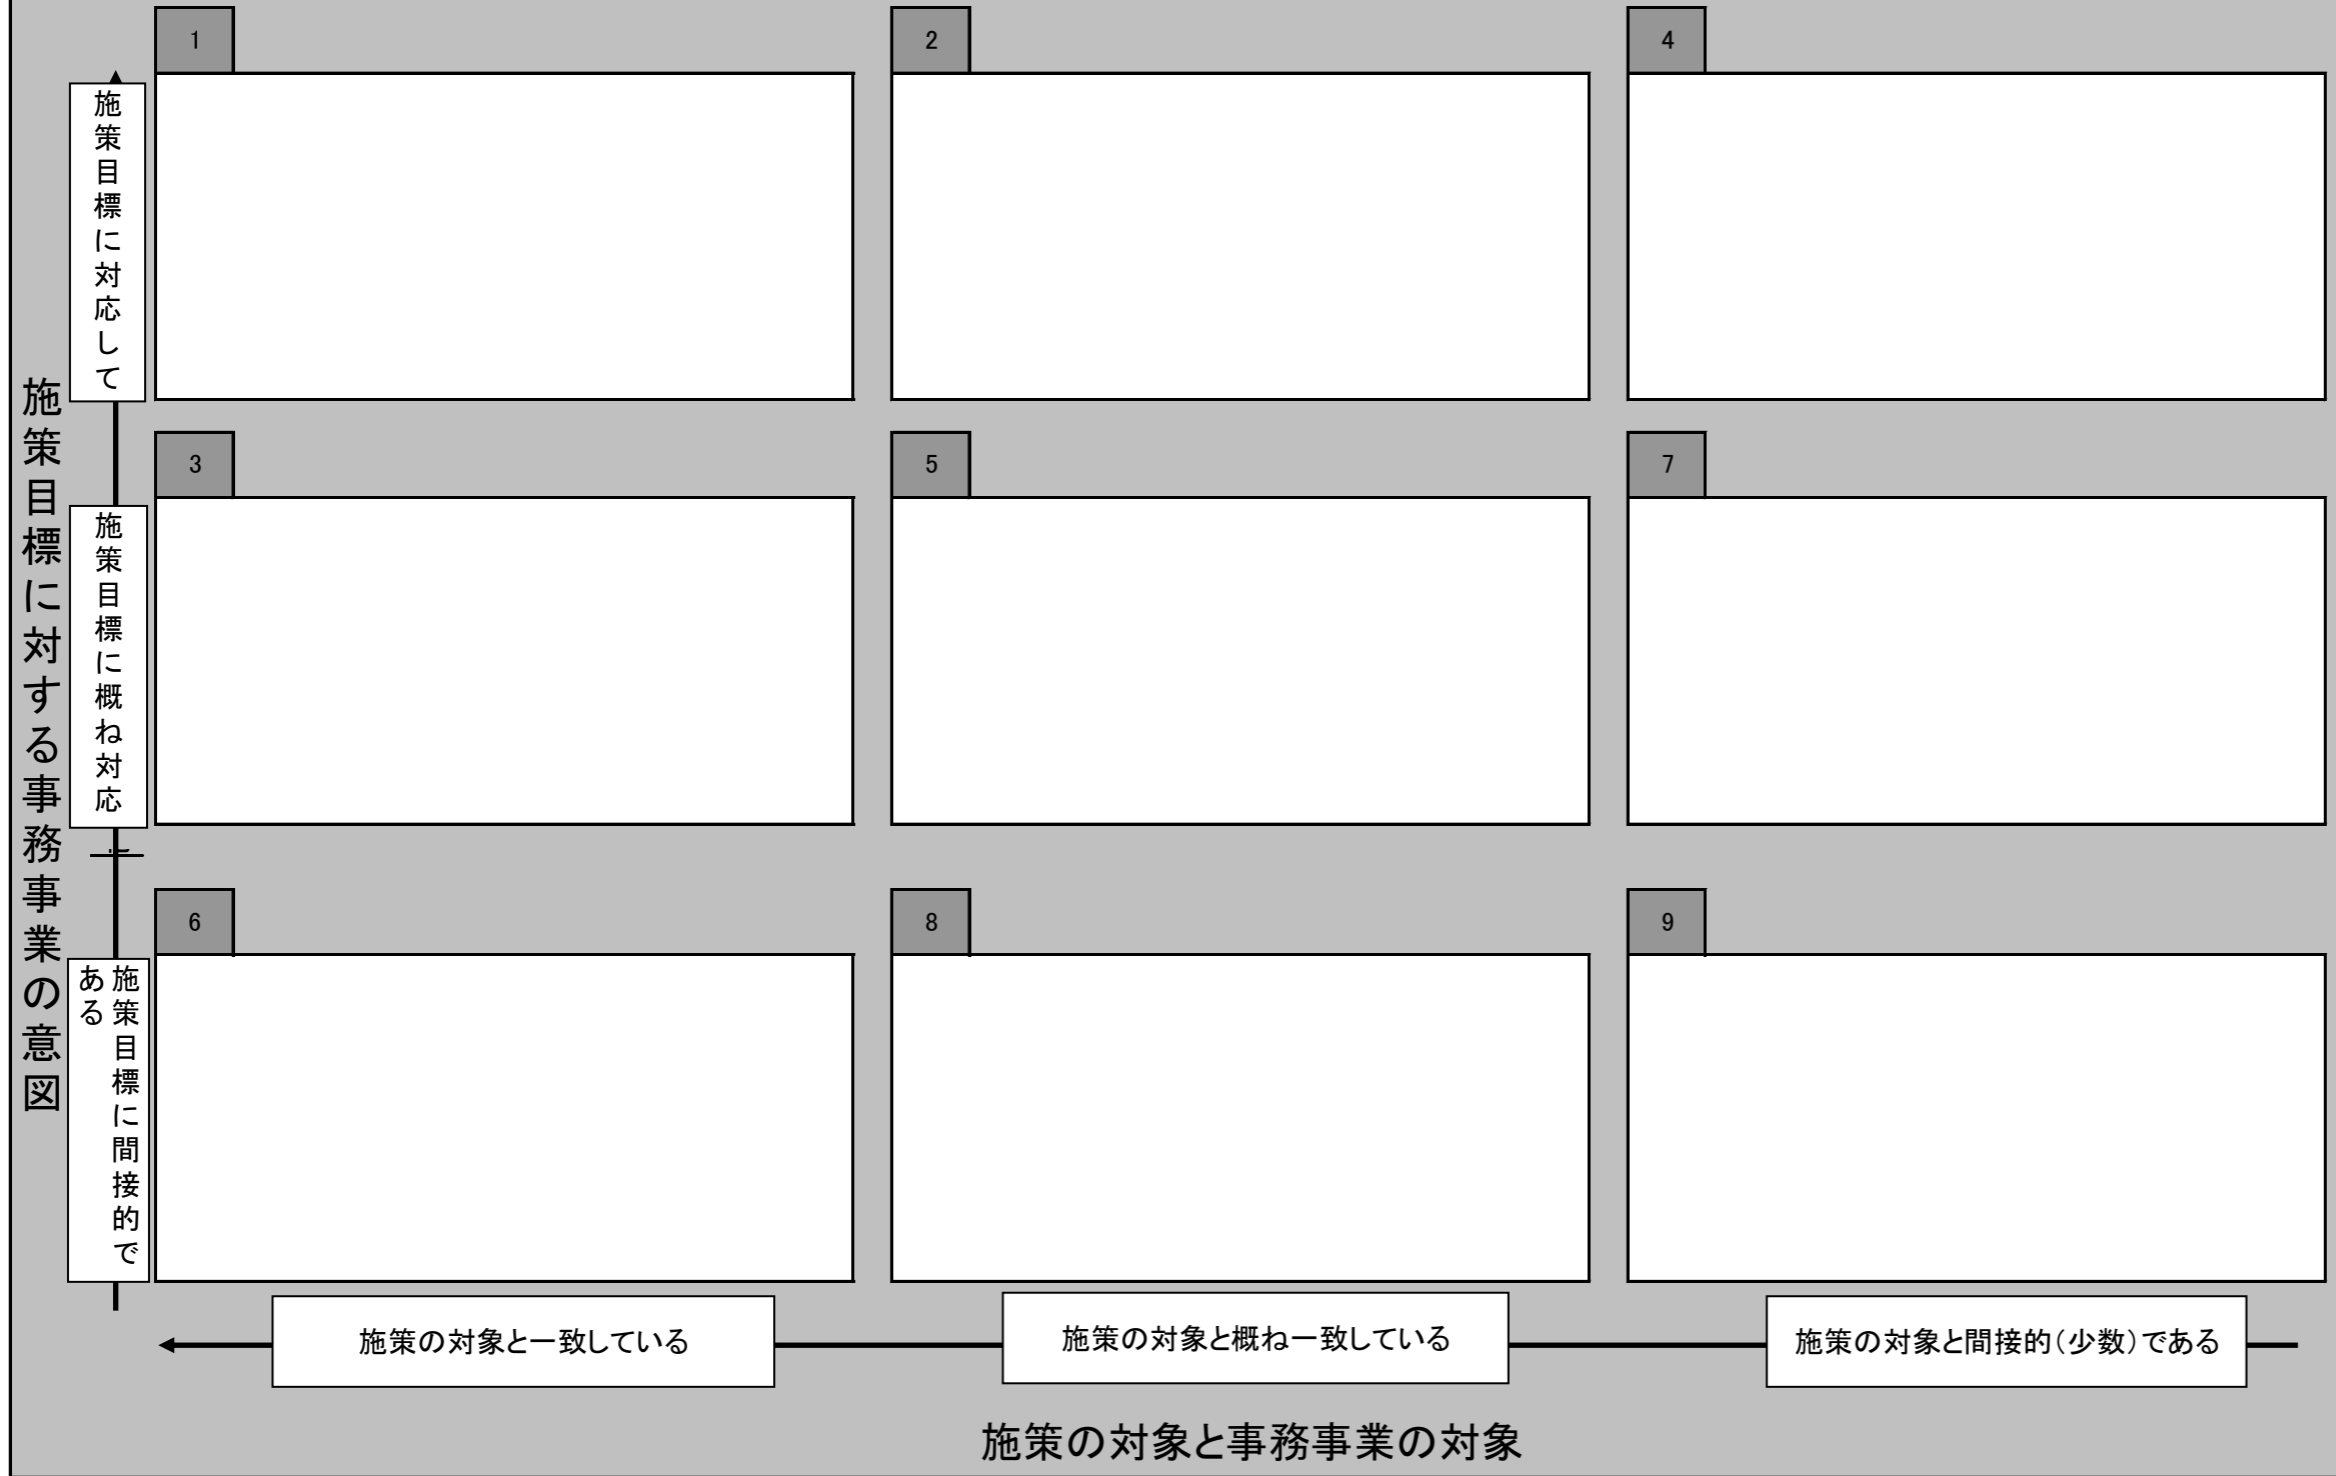 1
2
4
施策目標に対応して
3
5
7
施策目標に対する事務事業の意図
施策目標に概ね対応
6
8
9
施策目標に間接的で
ある
施策の対象と一致している
施策の対象と概ね一致している
施策の対象と間接的（少数）である
施策の対象と事務事業の対象